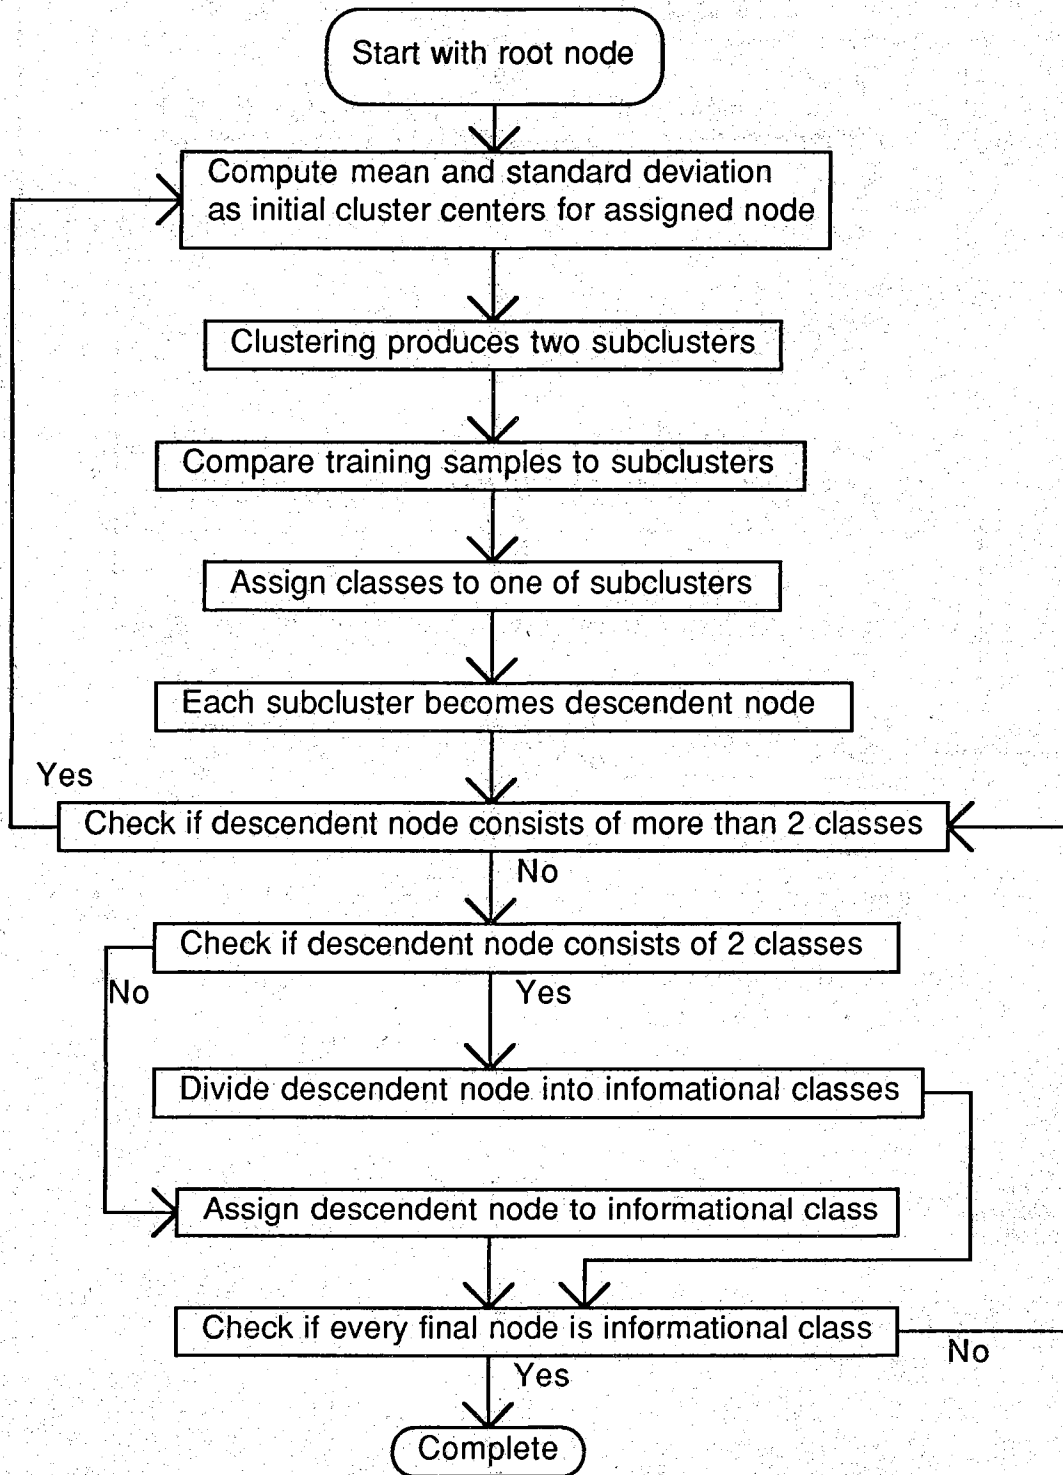 Start with root node
Compute mean and standard deviation
as initial cluster centers for assigned node
Clustering produces two subclusters
Compare training samples to subclusters
Assign classes to one of subclusters
Each subcluster becomes descendent node
Yes
Check if descendent node consists of more than 2 classes
No
Check if descendent node consists of 2 classes
No
Yes
Divide descendent node into infomational classes
Assign descendent node to informational class
Check if every final node is informational class
No
Yes
Complete